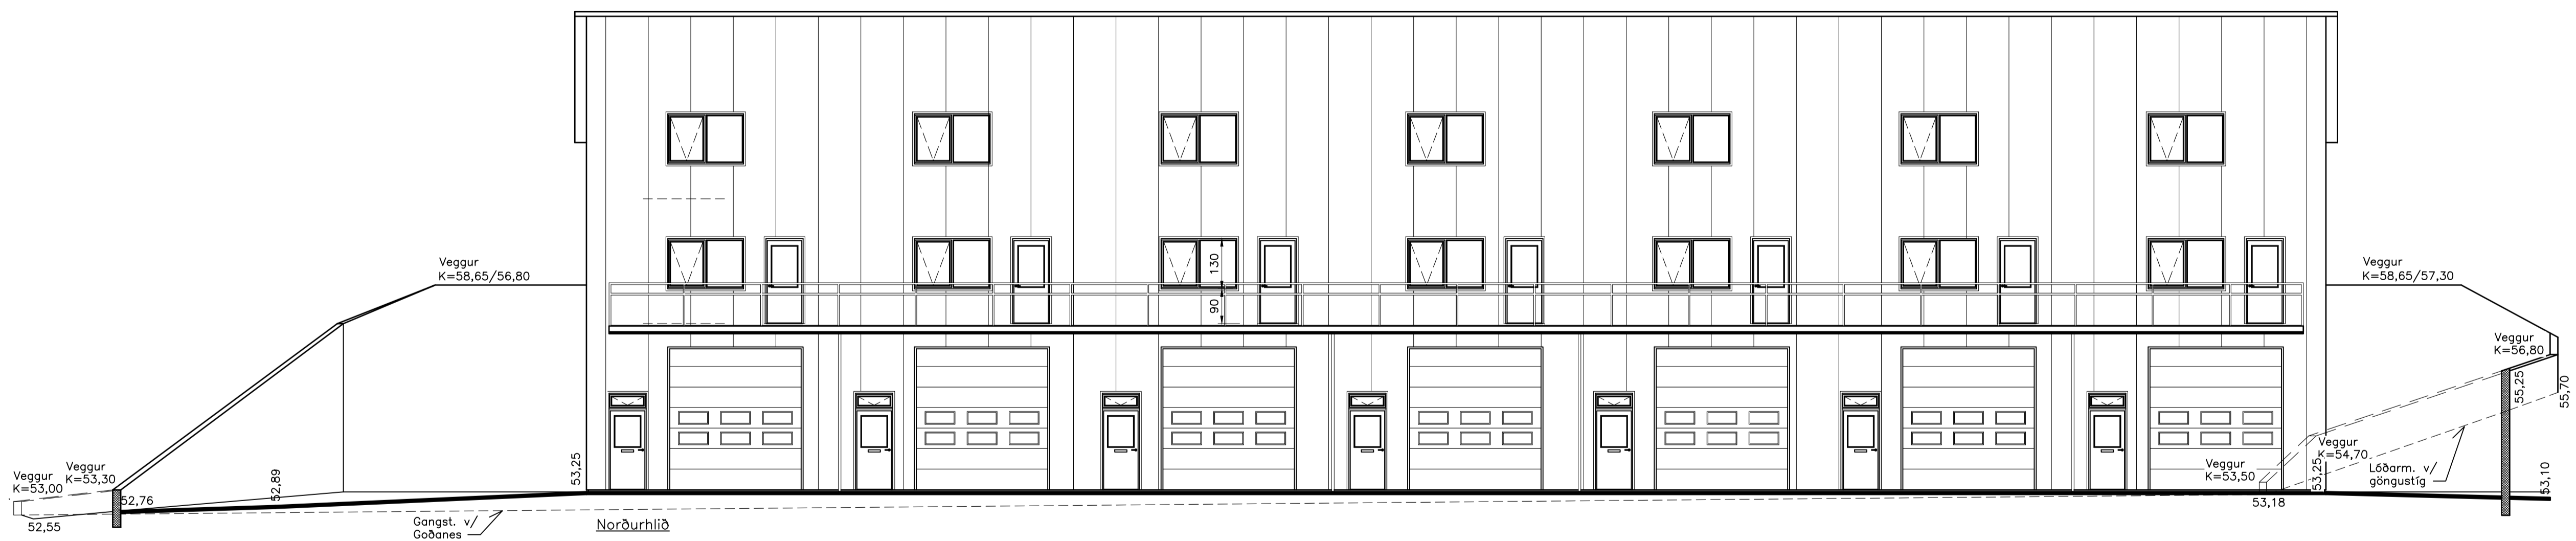 Veggur
K=58,65/56,80
Veggur
K=58,65/57,30
130
90
Veggur
K=56,80
55,25
55,70
Veggur
K=53,00
Veggur
K=53,30
52,76
52,55
52,89
53,25
Gangst. v/
Goðanes
Norðurhlið
Veggur
K=53,50
53,25
Veggur
K=54,70
53,18
Lóðarm. v/
göngustíg
53,10